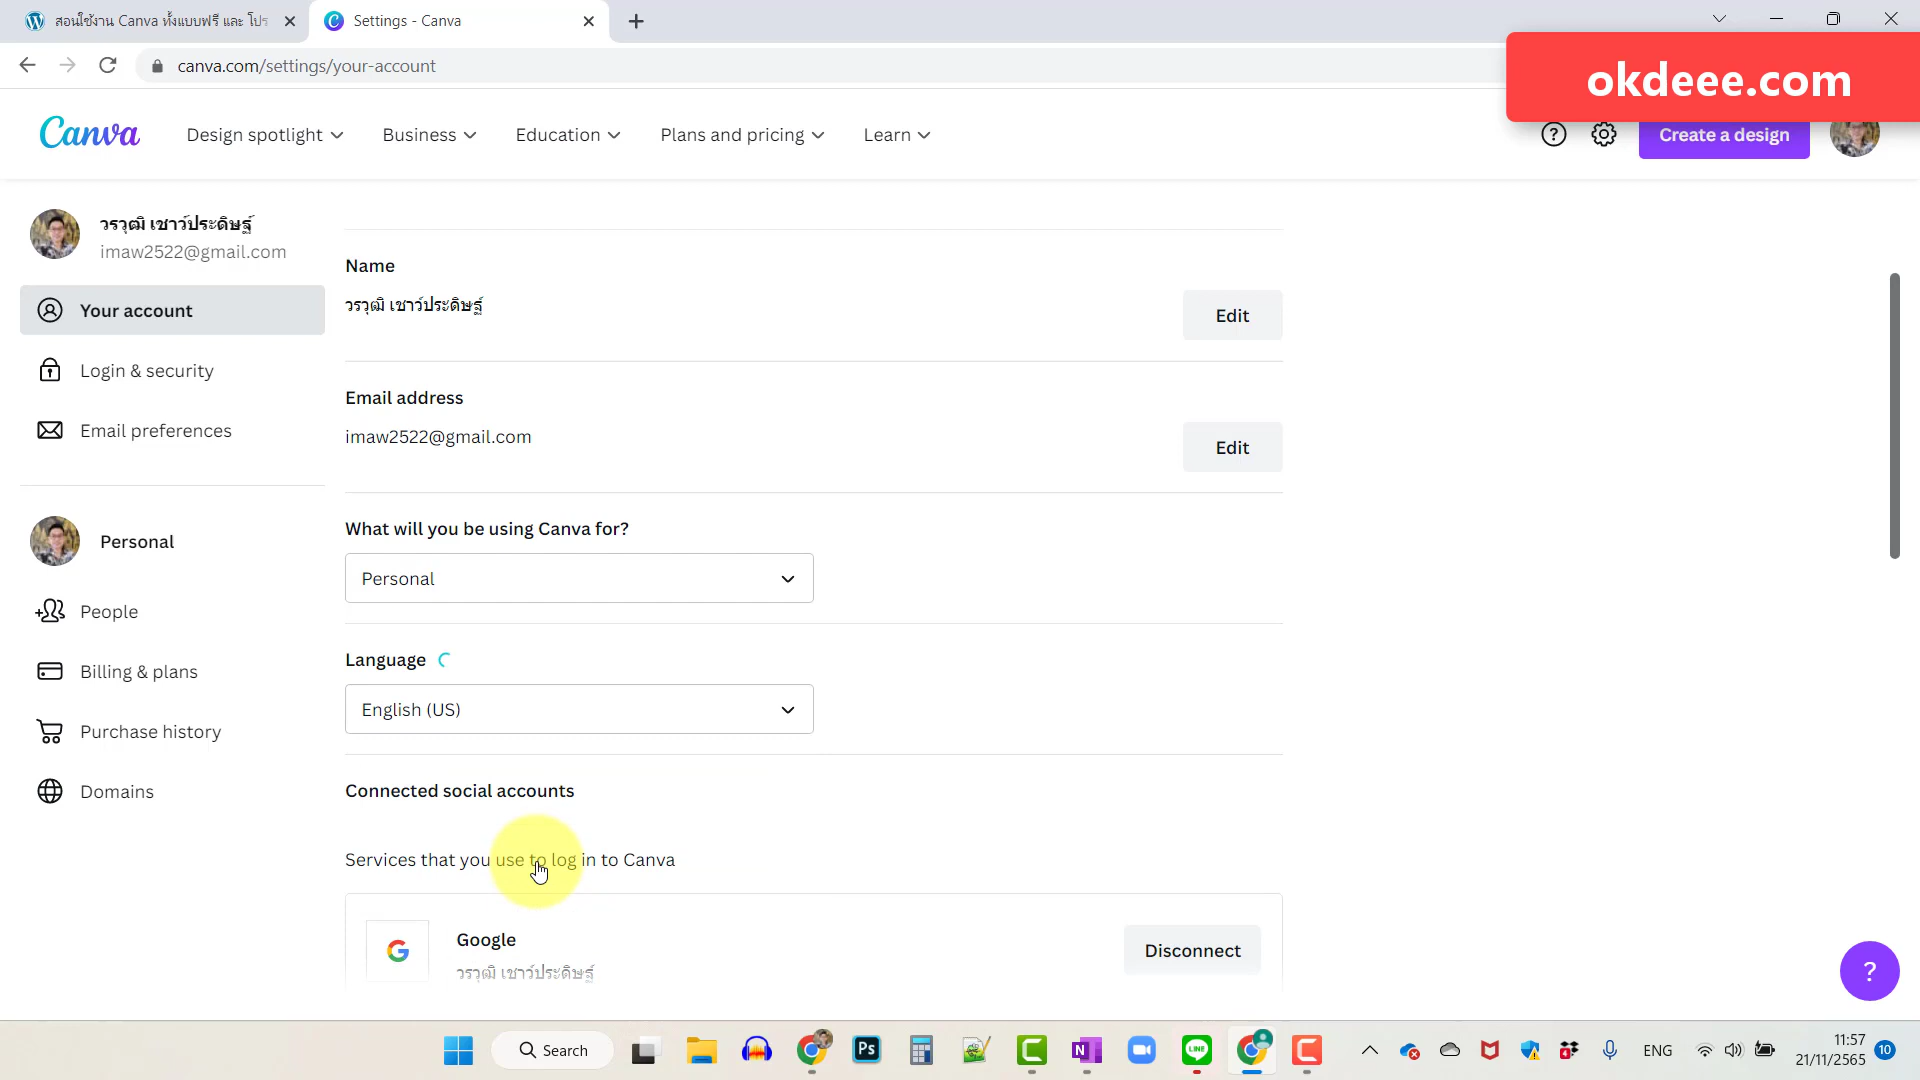 สอนใช้งาน Canva ทั้งแบบฟรี และ โปร
Settings - Canva
canva.com/settings/your-account
okdeee.com
Canva
Design spotlight
Business
Education
Plans and pricing
Learn
Create a design
วรวุฒิ เชาว์ประดิษฐ์
imaw2522@gmail.com
Your account
Login & security
Email preferences
Personal
People
Billing & plans
Purchase history
Domains
Name
วรวุฒิ เชาว์ประดิษฐ์
Edit
Email address
imaw2522@gmail.com
Edit
What will you be using Canva for?
Personal
Language
English (US)
Connected social accounts
Services that you use to log in to Canva
Google
วรวุฒิ เชาว์ประดิษฐ์
Disconnect
?
Search
Ps
ENG
11:57
21/11/2565
10